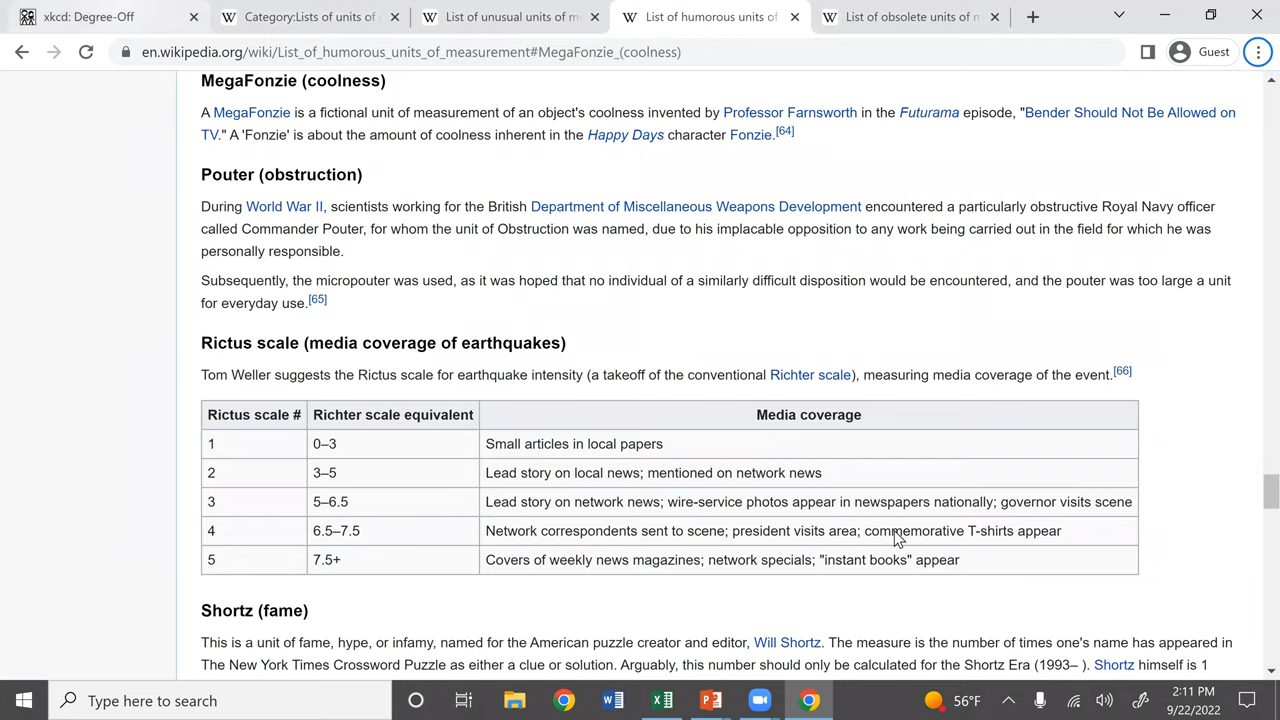 xkcd: Degree-Off
Category:Lists of units of
List of unusual units of m
List of humorous units of
List of obsolete units of m
en.wikipedia.org/wiki/List_of_humorous_units_of_measurement#MegaFonzie_(coolness)
Guest
MegaFonzie (coolness)
A MegaFonzie is a fictional unit of measurement of an object's coolness invented by Professor Farnsworth in the Futurama episode, "Bender Should Not Be Allowed on
TV." A 'Fonzie' is about the amount of coolness inherent in the Happy Days character Fonzie.[64]
Pouter (obstruction)
During World War II, scientists working for the British Department of Miscellaneous Weapons Development encountered a particularly obstructive Royal Navy officer
called Commander Pouter, for whom the unit of Obstruction was named, due to his implacable opposition to any work being carried out in the field for which he was
personally responsible.
Subsequently, the micropouter was used, as it was hoped that no individual of a similarly difficult disposition would be encountered, and the pouter was too large a unit
for everyday use.[65]
Rictus scale (media coverage of earthquakes)
Tom Weller suggests the Rictus scale for earthquake intensity (a takeoff of the conventional Richter scale), measuring media coverage of the event.[66]
Rictus scale # Richter scale equivalent Media coverage
1 0–3 Small articles in local papers
2 3–5 Lead story on local news; mentioned on network news
3 5–6.5 Lead story on network news; wire-service photos appear in newspapers nationally; governor visits scene
4 6.5–7.5 Network correspondents sent to scene; president visits area; commemorative T-shirts appear
5 7.5+ Covers of weekly news magazines; network specials; "instant books" appear
Shortz (fame)
This is a unit of fame, hype, or infamy, named for the American puzzle creator and editor, Will Shortz. The measure is the number of times one's name has appeared in
The New York Times Crossword Puzzle as either a clue or solution. Arguably, this number should only be calculated for the Shortz Era (1993– ). Shortz himself is 1
Type here to search
56°F
2:11 PM
9/22/2022